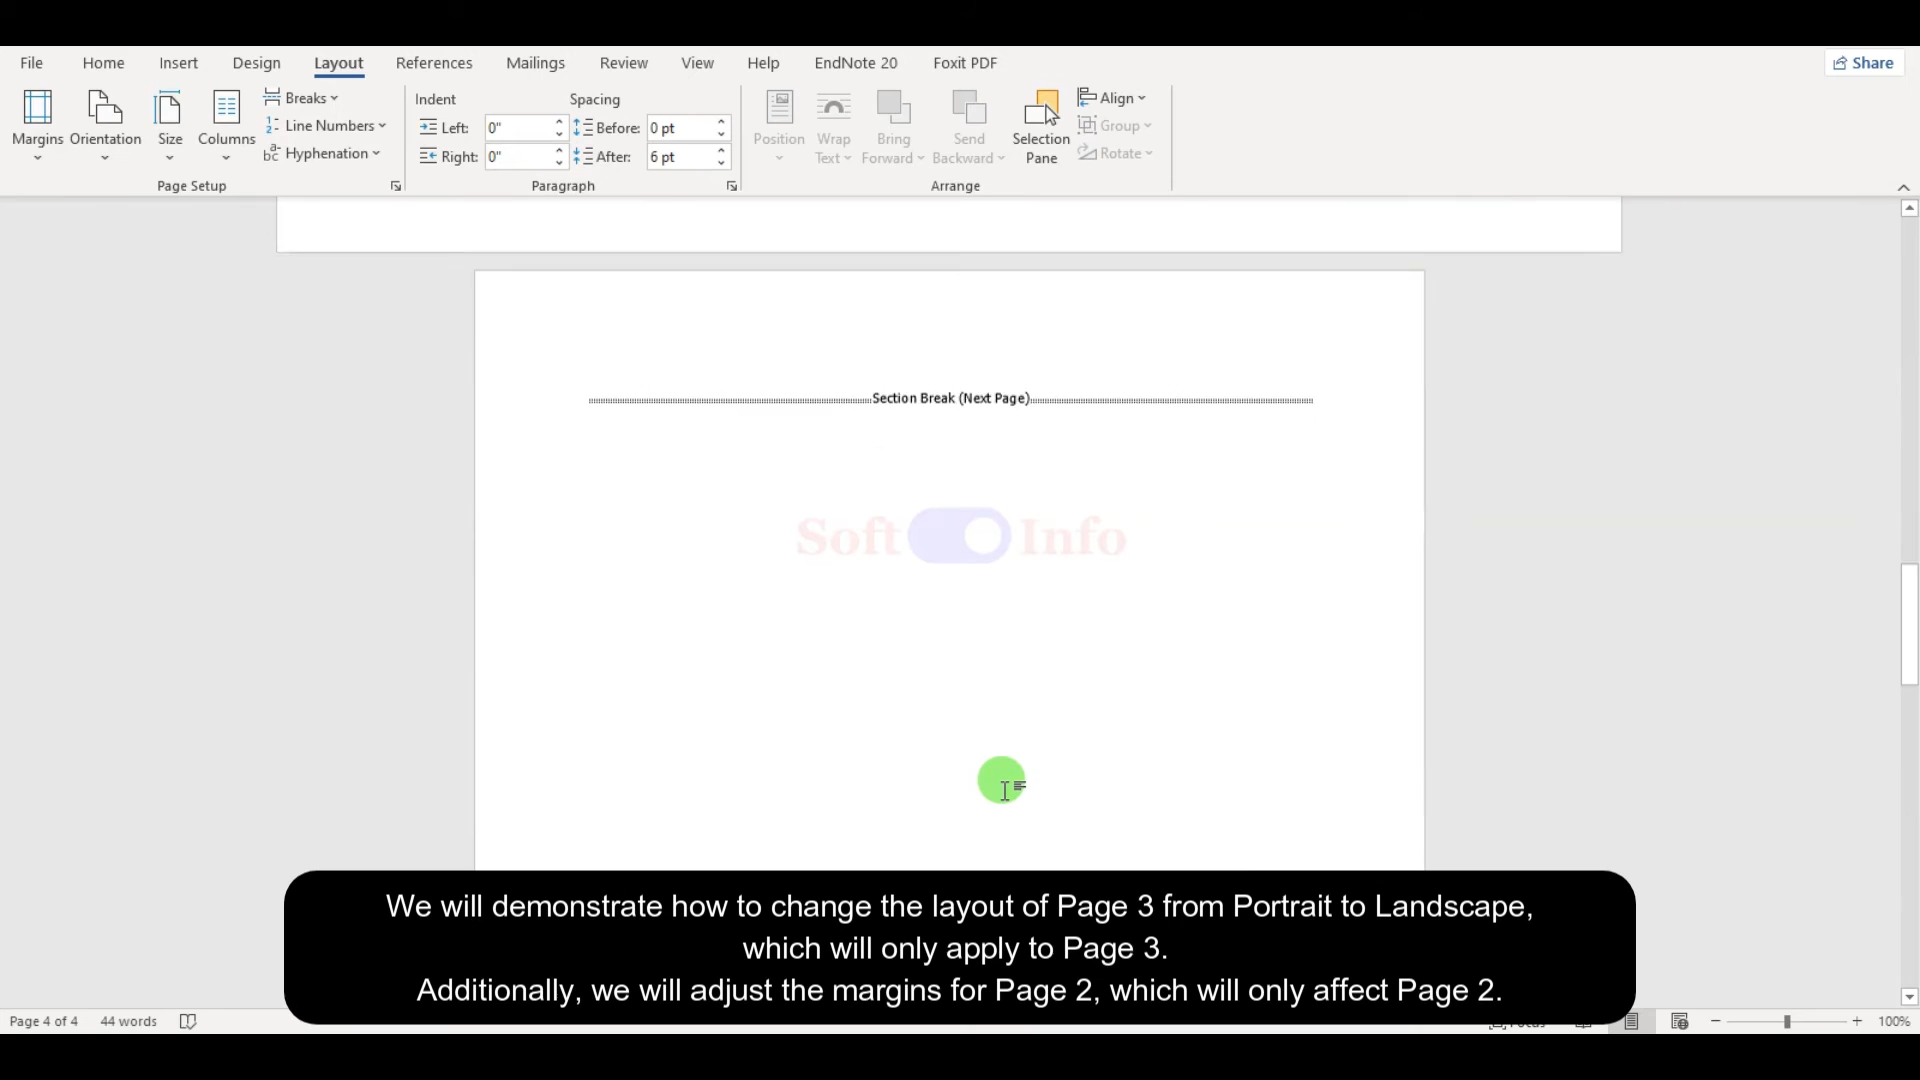 File Home Insert Design Layout References Mailings Review View Help EndNote 20 Foxit PDF Share
Margins Orientation Size Columns
Breaks
Line Numbers
Hyphenation
Page Setup
Indent Spacing
Left: 0" Before: 0 pt
Right: 0" After: 6 pt
Paragraph
Position Wrap Text Bring Forward Send Backward Selection Pane
Align
Group
Rotate
Arrange
Section Break (Next Page)
Soft Info
We will demonstrate how to change the layout of Page 3 from Portrait to Landscape,
which will only apply to Page 3.
Additionally, we will adjust the margins for Page 2, which will only affect Page 2.
Page 4 of 4 44 words 100%